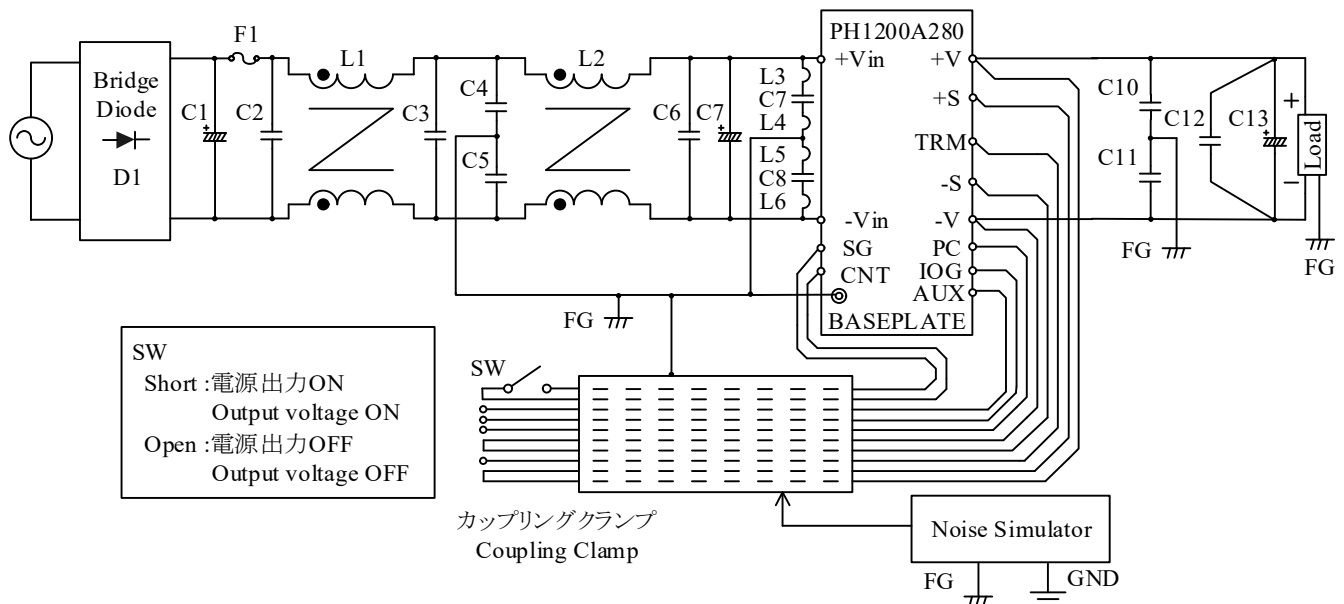 PH1200A280
F1
L1
L2
+Vin
+V
Bridge
Diode
D1
C1
C2
C3
C4
C5
C6
C7
L3
C7
L4
L5
C8
L6
+S
TRM
-S
-V
-Vin
SG
CNT
PC
IOG
AUX
BASEPLATE
C10
C11
C12
C13
+
Load
−
FG
FG
FG
SW
Short :電源出力ON
Output voltage ON
Open :電源出力OFF
Output voltage OFF
SW
カップリングクランプ
Coupling Clamp
Noise Simulator
FG
GND